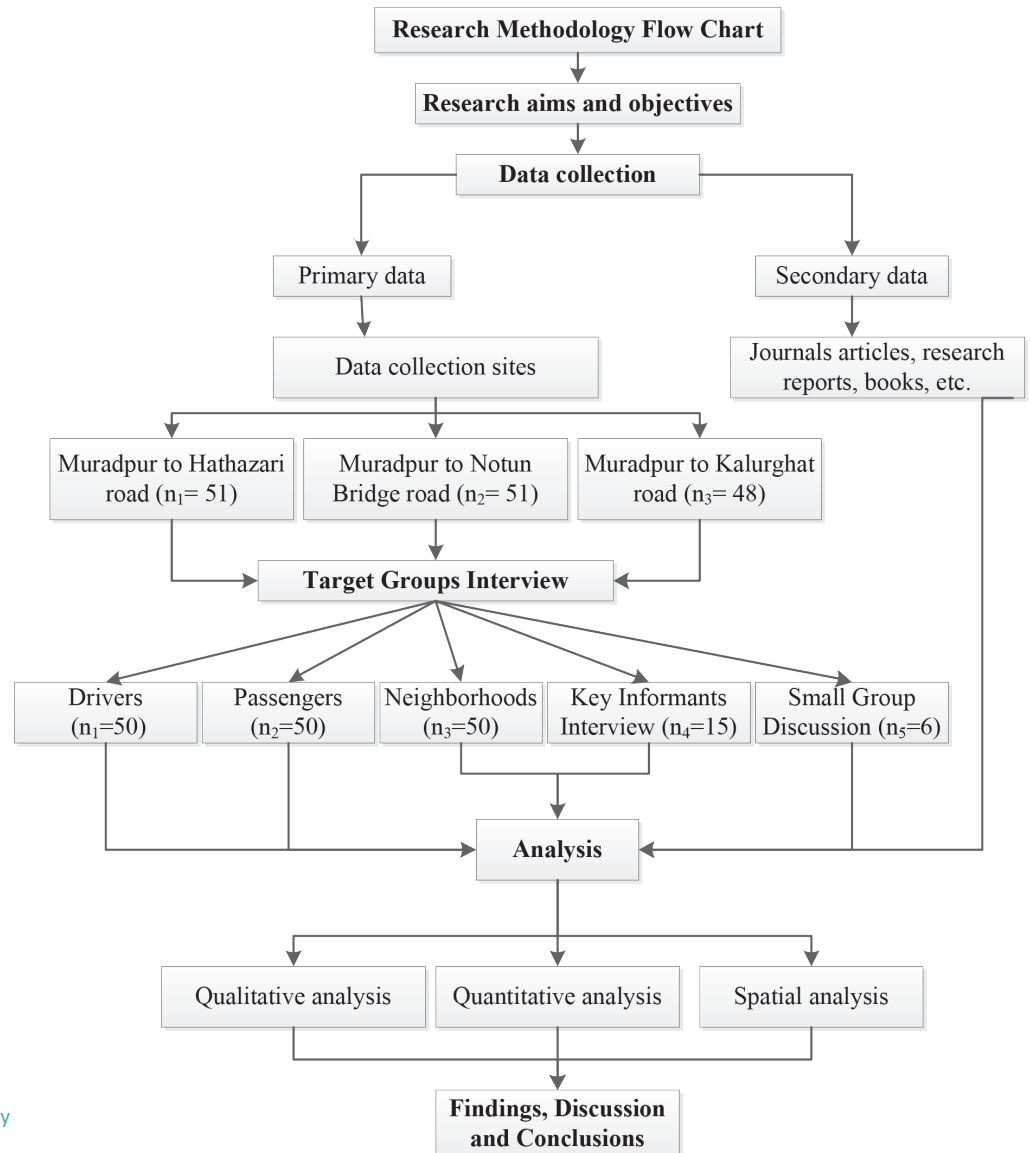 Research Methodology Flow Chart
Research aims and objectives
Data collection
Primary data
Secondary data
Data collection sites
Journals articles, research
reports, books, etc.
Muradpur to Hathazari
road (n₁= 51)
Muradpur to Notun
Bridge road (n₂= 51)
Muradpur to Kalurghat
road (n₃= 48)
Target Groups Interview
Drivers
(n₁=50)
Passengers
(n₂=50)
Neighborhoods
(n₃=50)
Key Informants
Interview (n₄=15)
Small Group
Discussion (n₅=6)
Analysis
Qualitative analysis
Quantitative analysis
Spatial analysis
Findings, Discussion
and Conclusions
y